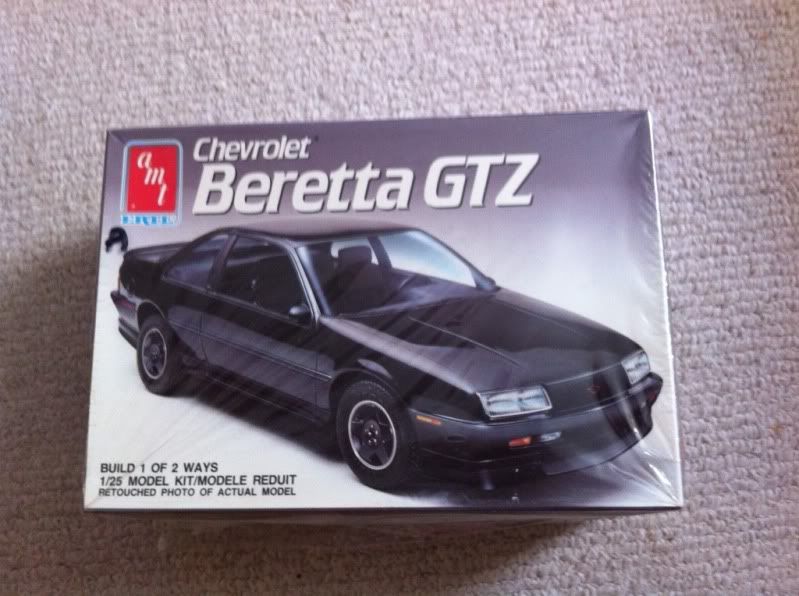 amt
ERTL
Chevrolet®
Beretta GTZ
BUILD 1 OF 2 WAYS
1/25 MODEL KIT/MODELE REDUIT
RETOUCHED PHOTO OF ACTUAL MODEL